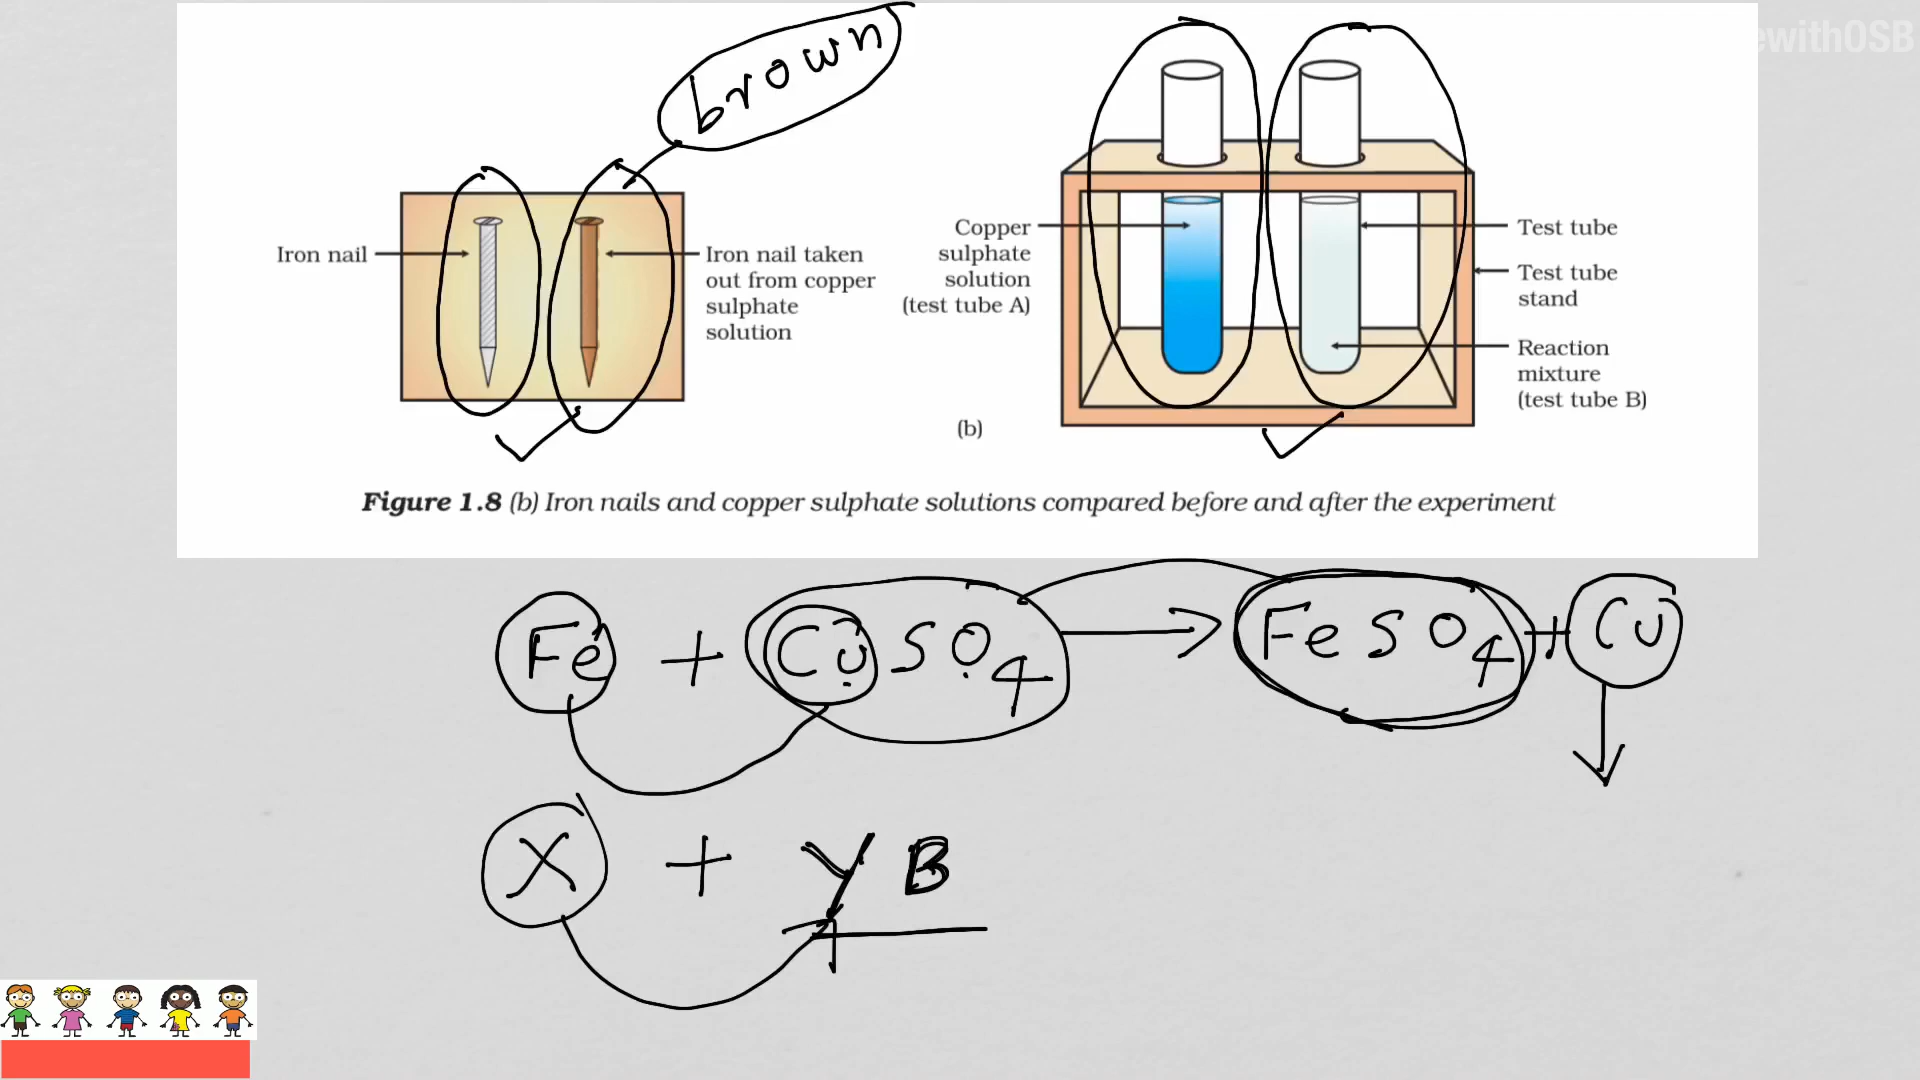 ewithOSB
brown
Iron nail
Iron nail taken
out from copper
sulphate
solution
Copper
sulphate
solution
(test tube A)
Test tube
Test tube
stand
Reaction
mixture
(test tube B)
(b)
Figure 1.8 (b) Iron nails and copper sulphate solutions compared before and after the experiment
Fe + CuSO4 → FeSO4 + Cu ↓
X + YB